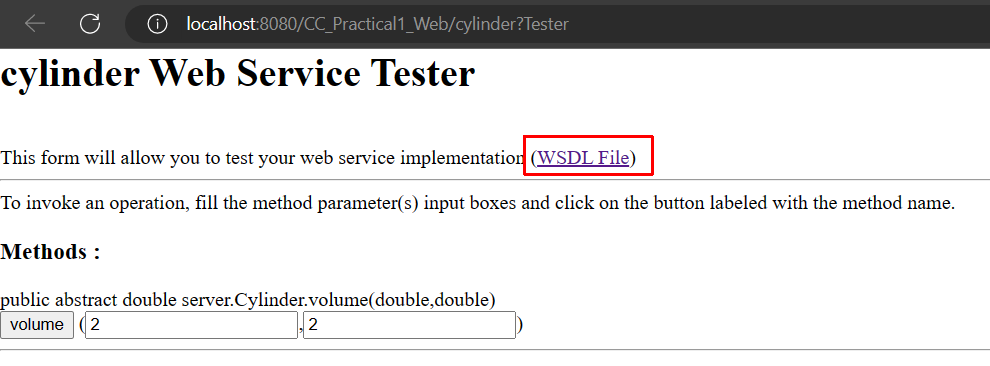 localhost:8080/CC_Practical1_Web/cylinder?Tester
cylinder Web Service Tester
This form will allow you to test your web service implementation (WSDL File)
To invoke an operation, fill the method parameter(s) input boxes and click on the button labeled with the method name.
Methods :
public abstract double server.Cylinder.volume(double,double)
volume (2,2)